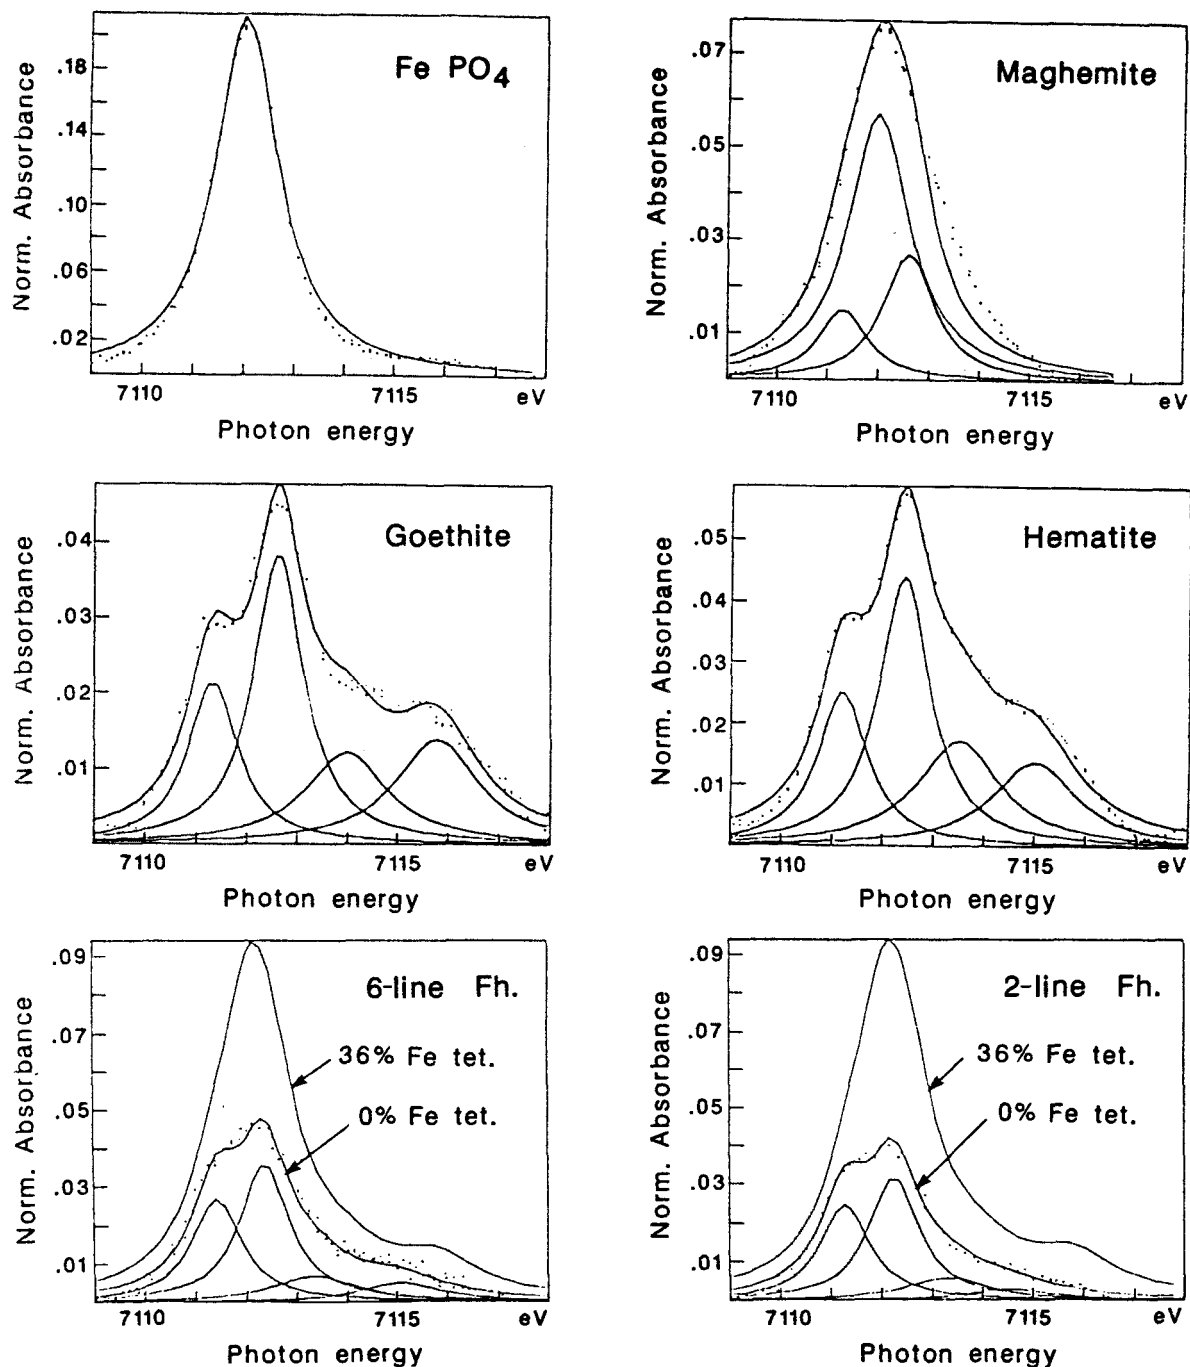 Fe PO4
Norm. Absorbance
.18
.14
.10
.06
.02
7110
7115
eV
Photon energy
Maghemite
Norm. Absorbance
.07
.05
.03
.01
7110
7115
eV
Photon energy
Goethite
Norm. Absorbance
.04
.03
.02
.01
7110
7115
eV
Photon energy
Hematite
Norm. Absorbance
.05
.04
.03
.02
.01
7110
7115
eV
Photon energy
6-line Fh.
36% Fe tet.
0% Fe tet.
Norm. Absorbance
.09
.07
.05
.03
.01
7110
7115
eV
Photon energy
2-line Fh.
36% Fe tet.
0% Fe tet.
Norm. Absorbance
.09
.07
.05
.03
.01
7110
7115
eV
Photon energy